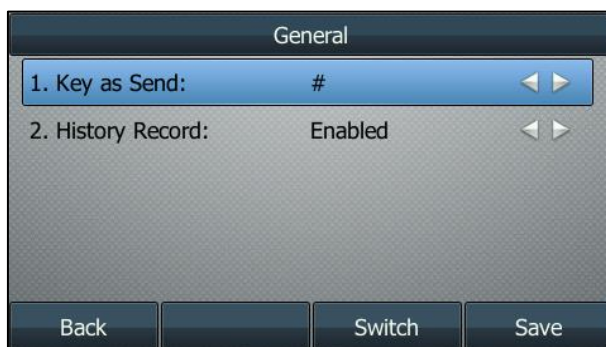 General
1. Key as Send: #
2. History Record: Enabled
Back Switch Save